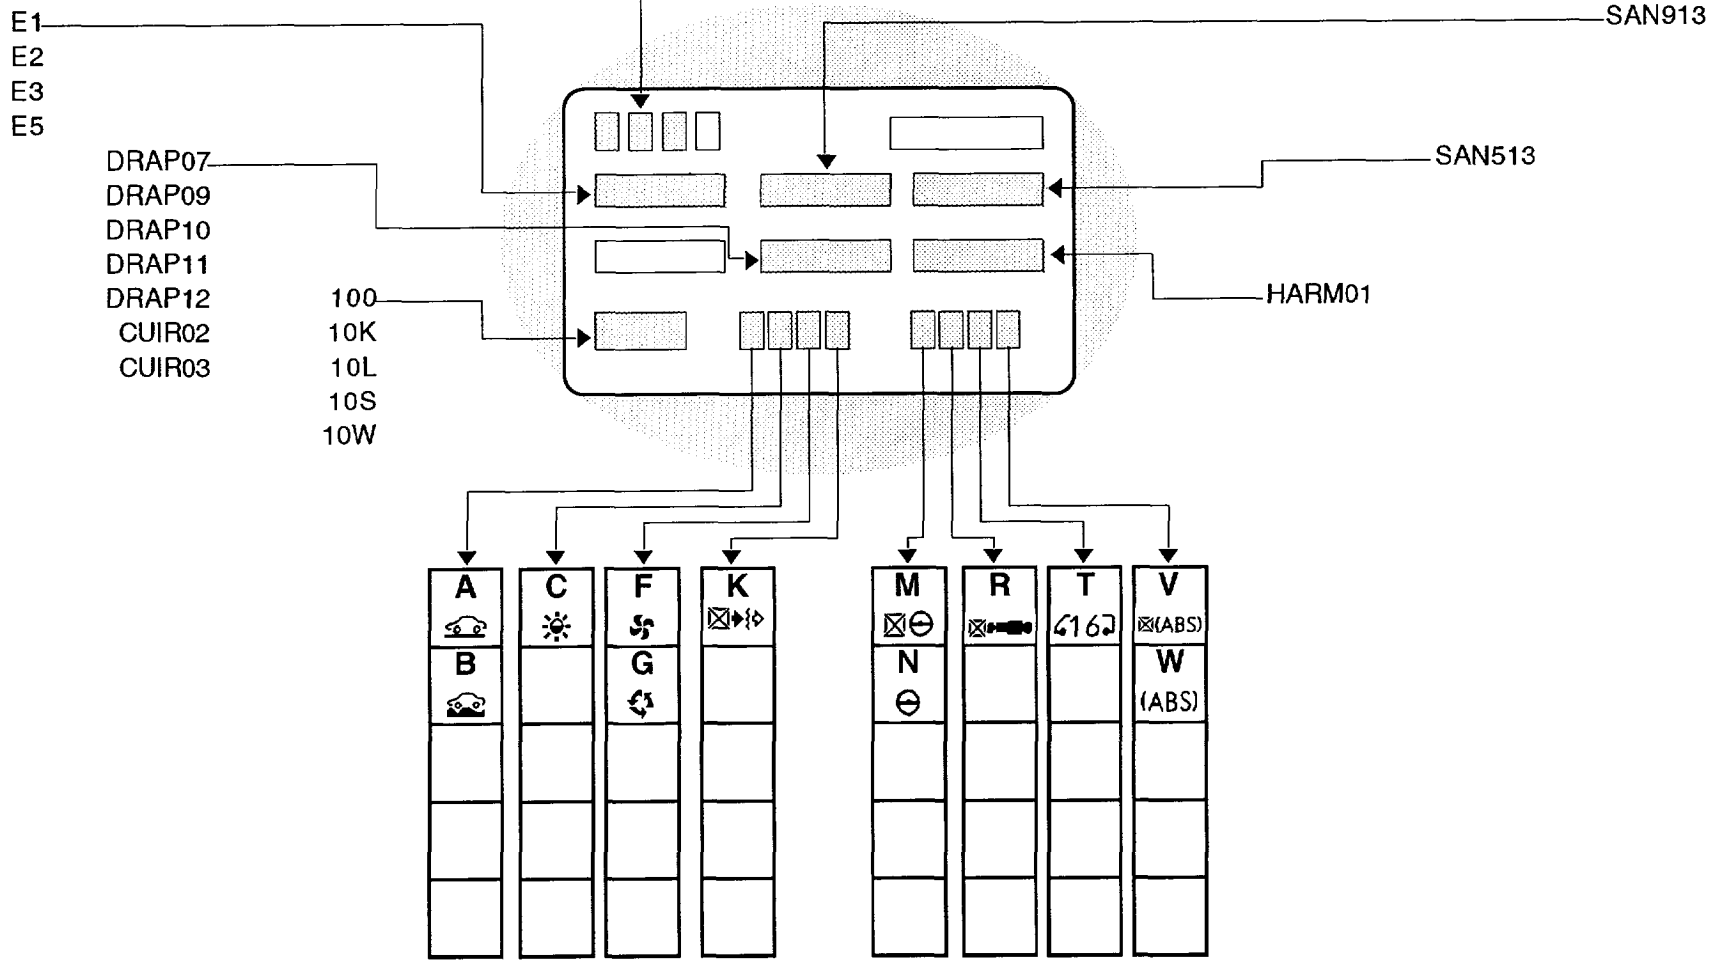 E1
E2
E3
E5
SAN913
DRAP07
DRAP09
DRAP10
DRAP11
DRAP12
CUIR02
CUIR03
100
10K
10L
10S
10W
SAN513
HARM01
A
B
C
F
G
K
M
N
R
T
16
V
(ABS)
W
(ABS)